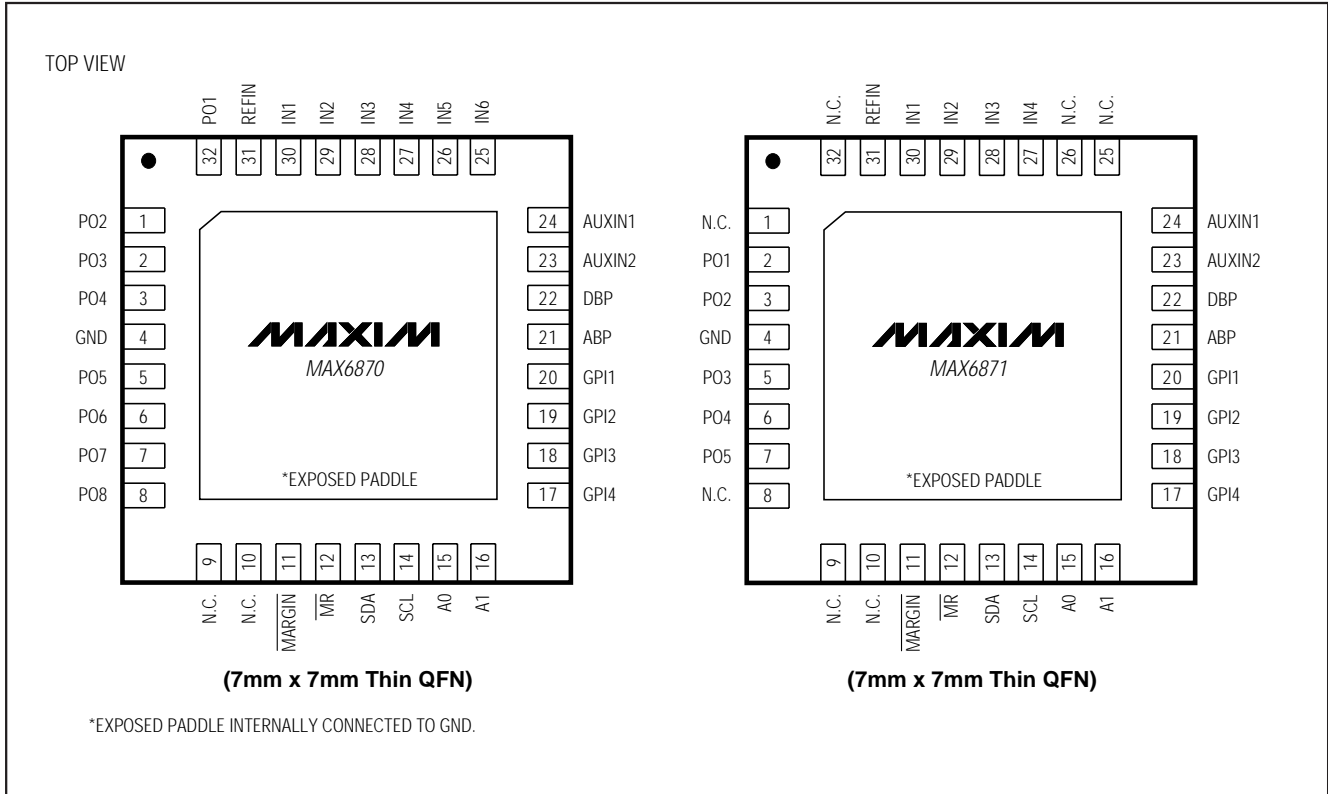 TOP VIEW
PO1 REFIN IN1 IN2 IN3 IN4 IN5 IN6
32 31 30 29 28 27 26 25
PO2 1
PO3 2
PO4 3
GND 4
PO5 5
PO6 6
PO7 7
PO8 8
MAXIM
MAX6870
*EXPOSED PADDLE
24 AUXIN1
23 AUXIN2
22 DBP
21 ABP
20 GPI1
19 GPI2
18 GPI3
17 GPI4
9 10 11 12 13 14 15 16
N.C. N.C. MARGIN MR SDA SCL A0 A1
(7mm x 7mm Thin QFN)
N.C. REFIN IN1 IN2 IN3 IN4 N.C. N.C.
32 31 30 29 28 27 26 25
N.C. 1
PO1 2
PO2 3
GND 4
PO3 5
PO4 6
PO5 7
N.C. 8
MAXIM
MAX6871
*EXPOSED PADDLE
24 AUXIN1
23 AUXIN2
22 DBP
21 ABP
20 GPI1
19 GPI2
18 GPI3
17 GPI4
9 10 11 12 13 14 15 16
N.C. N.C. MARGIN MR SDA SCL A0 A1
(7mm x 7mm Thin QFN)
*EXPOSED PADDLE INTERNALLY CONNECTED TO GND.